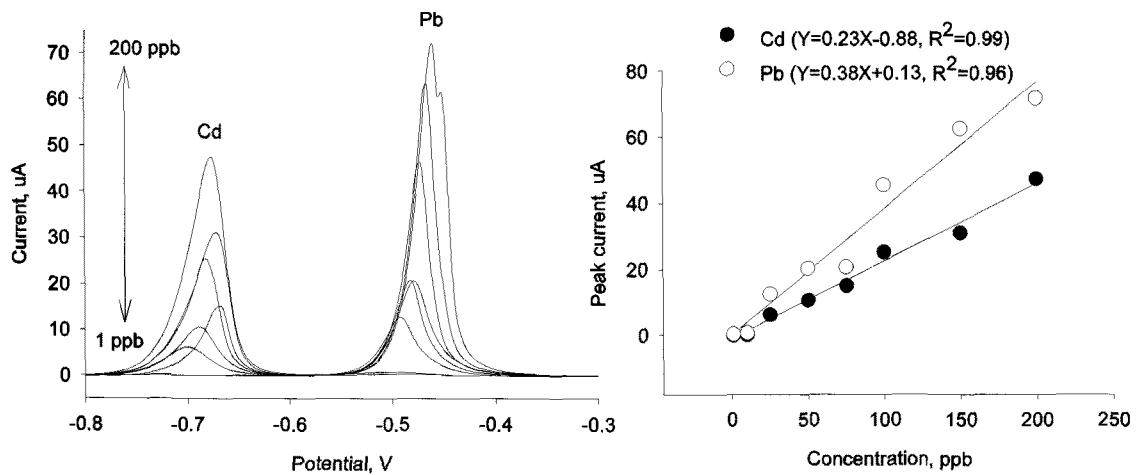 Pb
70
200 ppb
60
50
Cd
40
30
20
10
1 ppb
0
Current, uA
-0.8
-0.7
-0.6
-0.5
-0.4
-0.3
Potential, V
Cd (Y=0.23X-0.88, R2=0.99)
Pb (Y=0.38X+0.13, R2=0.96)
80
60
40
20
0
Peak current, uA
0
50
100
150
200
250
Concentration, ppb